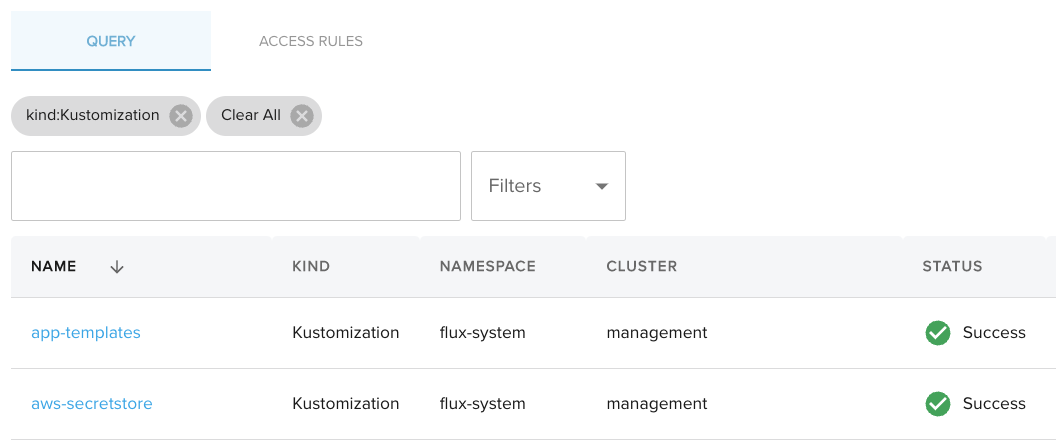 QUERY ACCESS RULES
kind:Kustomization Clear All
Filters
NAME KIND NAMESPACE CLUSTER STATUS
app-templates Kustomization flux-system management Success
aws-secretstore Kustomization flux-system management Success